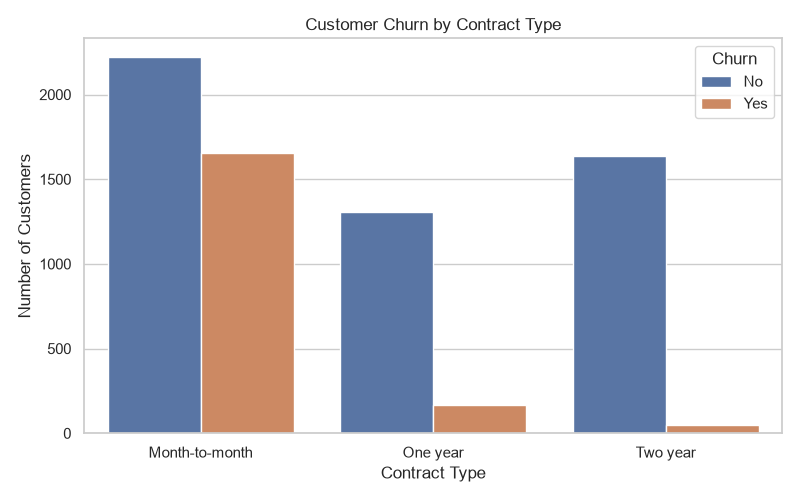 Customer Churn by Contract Type
Churn
No
Yes
Number of Customers
2000
1500
1000
500
0
Month-to-month
One year
Two year
Contract Type